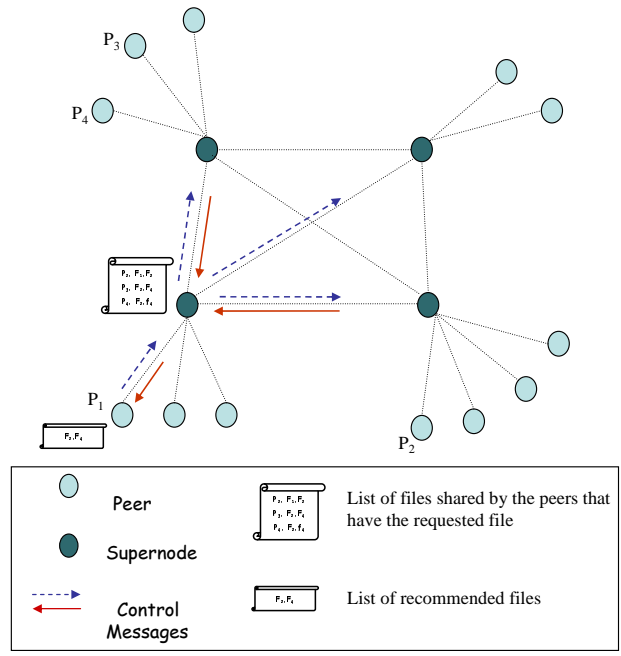 P₃
P₄
P₂, F₁,F₂
P₃, F₂,F₄
P₄, F₂,f₄
P₁
F₂,F₄
P₂
Peer
Supernode
Control
Messages
P₂, F₁,F₂
P₃, F₂,F₄
P₄, F₂,f₄
List of files shared by the peers that
have the requested file
F₂,F₄
List of recommended files